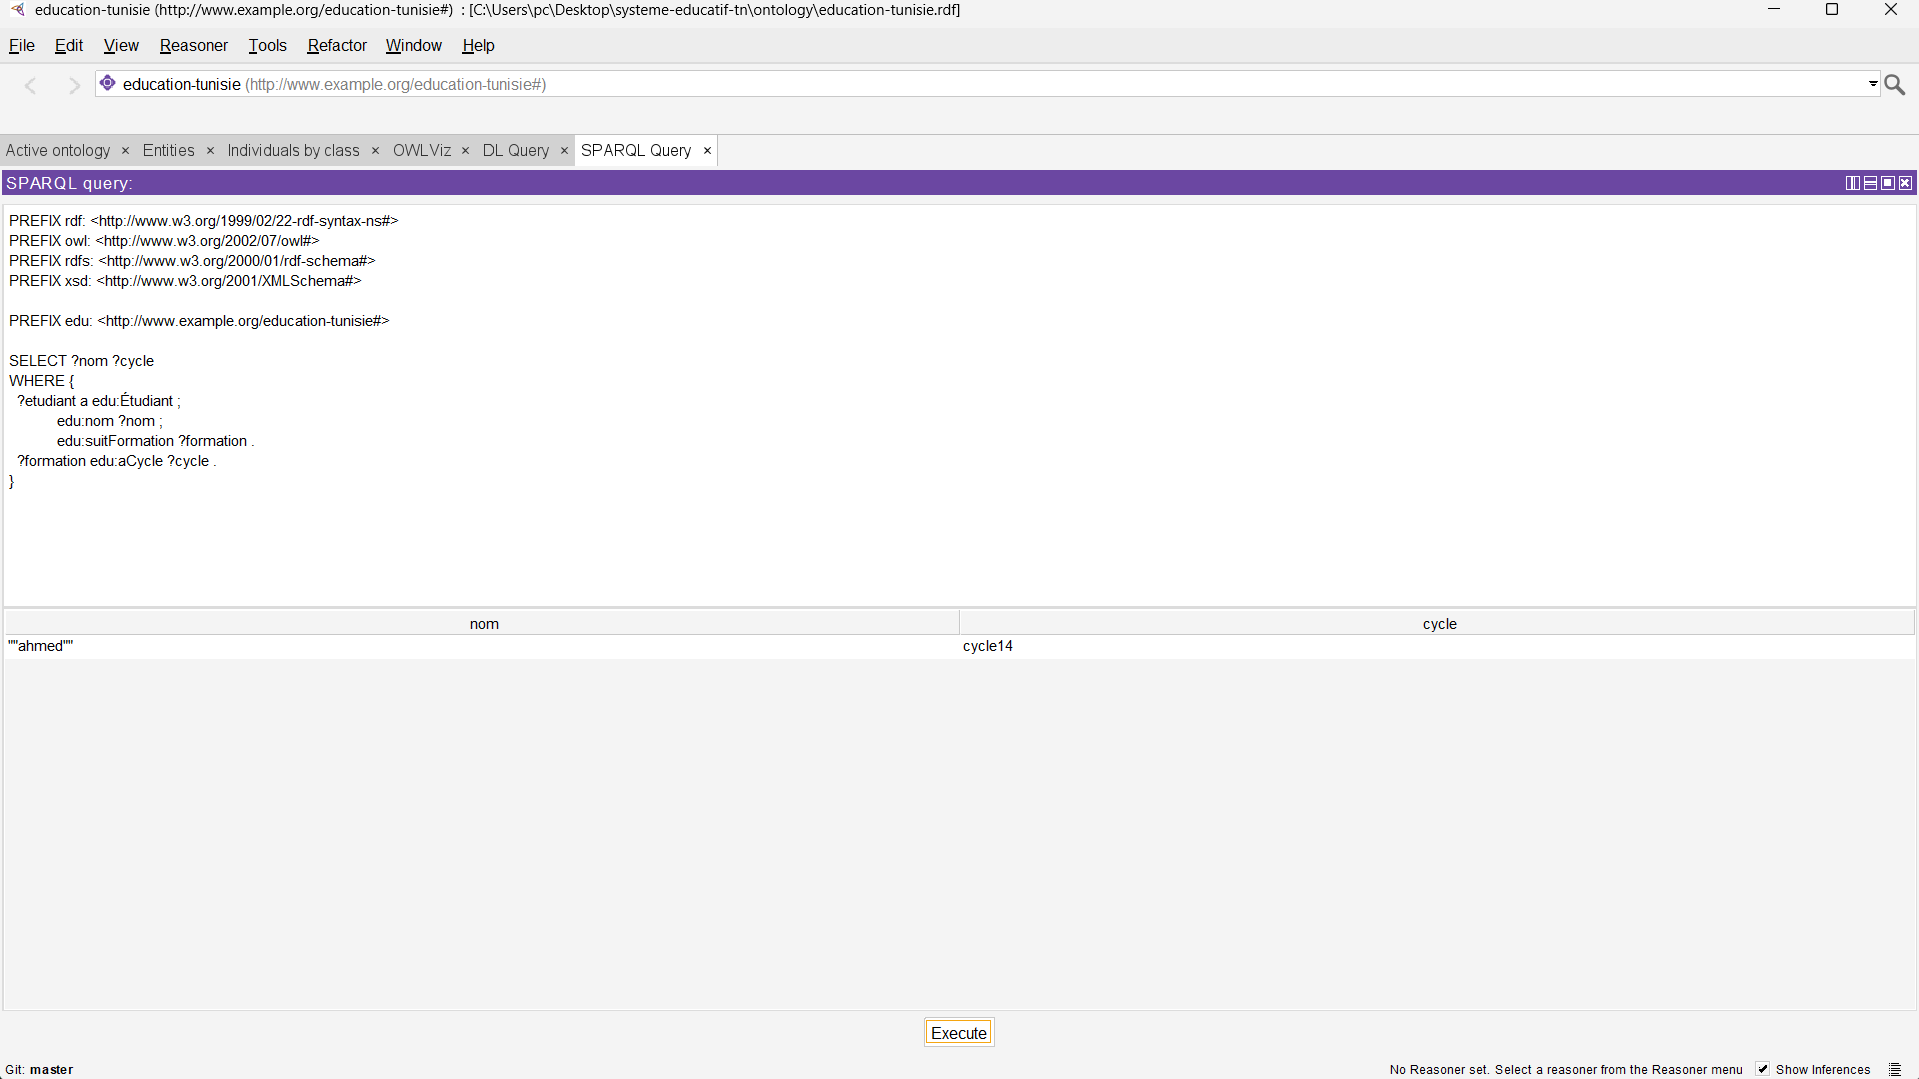 education-tunisie (http://www.example.org/education-tunisie#)  : [C:\Users\pc\Desktop\systeme-educatif-tn\ontology\education-tunisie.rdf]
File Edit View Reasoner Tools Refactor Window Help
education-tunisie (http://www.example.org/education-tunisie#)
Active ontology × Entities × Individuals by class × OWLViz × DL Query × SPARQL Query ×
SPARQL query:
PREFIX rdf: <http://www.w3.org/1999/02/22-rdf-syntax-ns#>
PREFIX owl: <http://www.w3.org/2002/07/owl#>
PREFIX rdfs: <http://www.w3.org/2000/01/rdf-schema#>
PREFIX xsd: <http://www.w3.org/2001/XMLSchema#>
PREFIX edu: <http://www.example.org/education-tunisie#>
SELECT ?nom ?cycle
WHERE {
?etudiant a edu:Étudiant ;
edu:nom ?nom ;
edu:suitFormation ?formation .
?formation edu:aCycle ?cycle .
}
nom cycle
""ahmed"" cycle14
Execute
Git: master No Reasoner set. Select a reasoner from the Reasoner menu Show Inferences